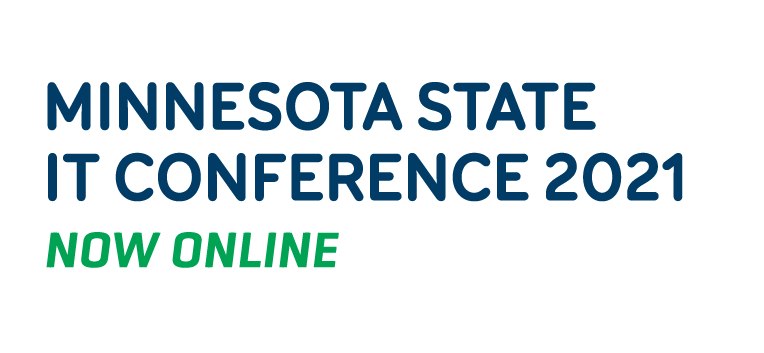 MINNESOTA STATE
IT CONFERENCE 2021
NOW ONLINE